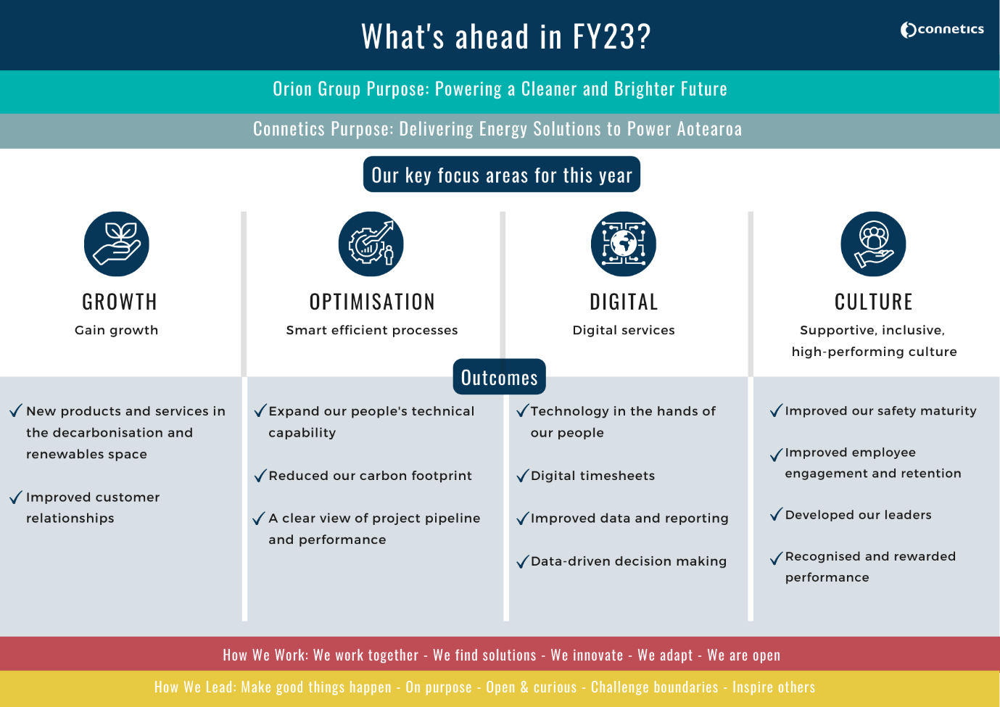 What's ahead in FY23?
connetics
Orion Group Purpose: Powering a Cleaner and Brighter Future
Connetics Purpose: Delivering Energy Solutions to Power Aotearoa
Our key focus areas for this year
GROWTH
Gain growth
OPTIMISATION
Smart efficient processes
DIGITAL
Digital services
CULTURE
Supportive, inclusive,
high-performing culture
Outcomes
New products and services in
the decarbonisation and
renewables space
Improved customer
relationships
Expand our people's technical
capability
Reduced our carbon footprint
A clear view of project pipeline
and performance
Technology in the hands of
our people
Digital timesheets
Improved data and reporting
Data-driven decision making
Improved our safety maturity
Improved employee
engagement and retention
Developed our leaders
Recognised and rewarded
performance
How We Work: We work together - We find solutions - We innovate - We adapt - We are open
How We Lead: Make good things happen - On purpose - Open & curious - Challenge boundaries - Inspire others